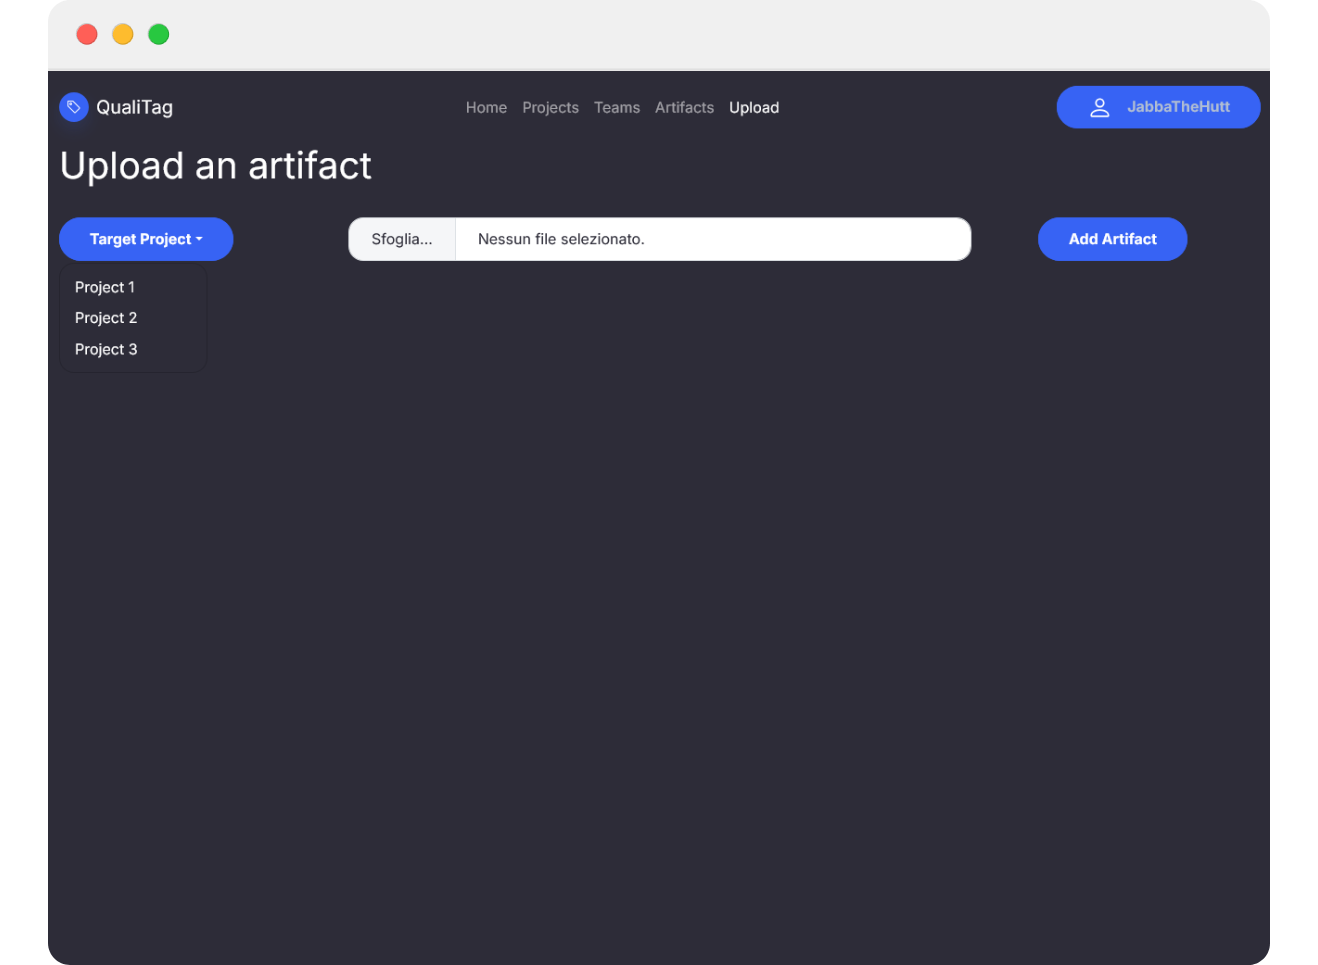 QualiTag
Home Projects Teams Artifacts Upload
JabbaTheHutt
Upload an artifact
Target Project
Sfoglia...
Nessun file selezionato.
Add Artifact
Project 1
Project 2
Project 3